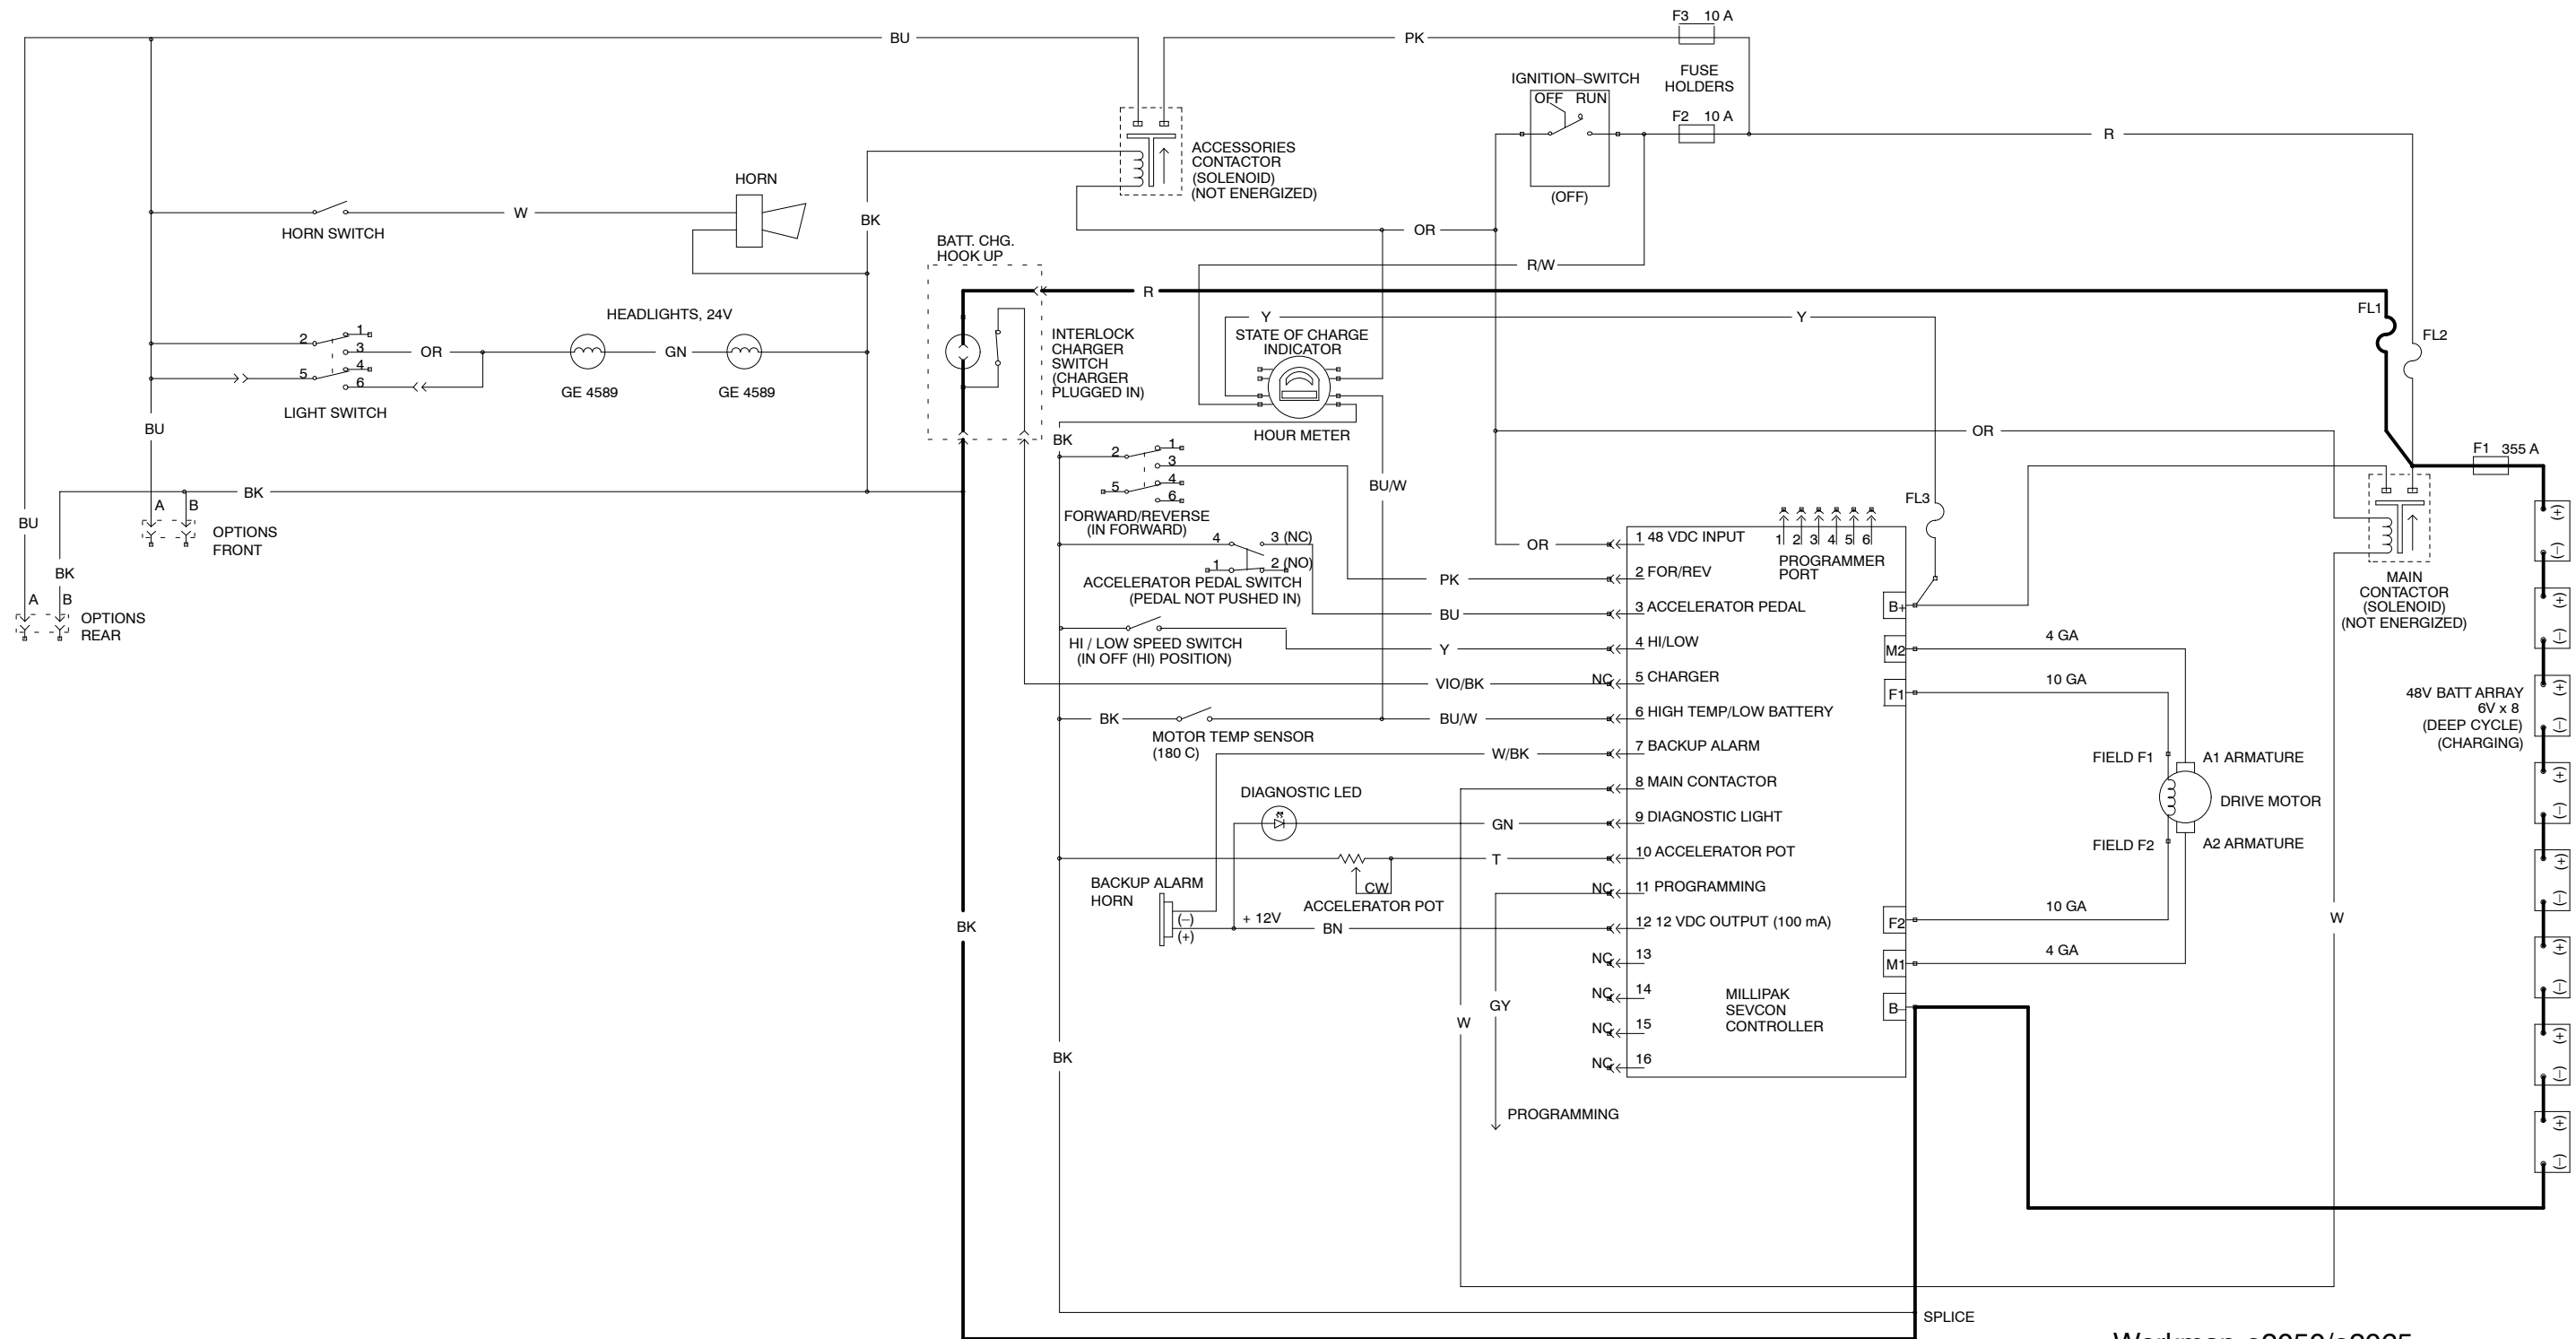 F3 10 A
BU
PK
FUSE
HOLDERS
IGNITION–SWITCH
OFF RUN
F2 10 A
R
(OFF)
ACCESSORIES
CONTACTOR
(SOLENOID)
(NOT ENERGIZED)
HORN
W
HORN SWITCH
BK
OR
BATT. CHG.
HOOK UP
R/W
R
HEADLIGHTS, 24V
1
2
3
OR
GN
4
5
6
GE 4589
GE 4589
LIGHT SWITCH
INTERLOCK
CHARGER
SWITCH
(CHARGER
PLUGGED IN)
Y
Y
STATE OF CHARGE
INDICATOR
HOUR METER
FL1
FL2
BU
BK
OR
F1 355 A
1
2
3
4
5
6
FORWARD/REVERSE
(IN FORWARD)
BU/W
BK
A
B
OPTIONS
FRONT
BU
BK
A
B
OPTIONS
REAR
4
3 (NC)
1
2 (NO)
ACCELERATOR PEDAL SWITCH
(PEDAL NOT PUSHED IN)
HI / LOW SPEED SWITCH
(IN OFF (HI) POSITION)
BK
MOTOR TEMP SENSOR
(180 C)
DIAGNOSTIC LED
BACKUP ALARM
HORN
(–)
(+)
+ 12V
CW
ACCELERATOR POT
OR
1 48 VDC INPUT
PK
2 FOR/REV
BU
3 ACCELERATOR PEDAL
Y
4 HI/LOW
VIO/BK
NC
5 CHARGER
BU/W
6 HIGH TEMP/LOW BATTERY
W/BK
7 BACKUP ALARM
8 MAIN CONTACTOR
GN
9 DIAGNOSTIC LIGHT
T
10 ACCELERATOR POT
NC
11 PROGRAMMING
BN
12 12 VDC OUTPUT (100 mA)
NC
13
NC
14
NC
15
NC
16
1 2 3 4 5 6
PROGRAMMER
PORT
FL3
B+
M2
F1
F2
M1
B–
MILLIPAK
SEVCON
CONTROLLER
4 GA
10 GA
FIELD F1
A1 ARMATURE
DRIVE MOTOR
FIELD F2
A2 ARMATURE
10 GA
4 GA
MAIN
CONTACTOR
(SOLENOID)
(NOT ENERGIZED)
48V BATT ARRAY
6V x 8
(DEEP CYCLE)
(CHARGING)
(+)
(–)
(+)
(–)
(+)
(–)
(+)
(–)
(+)
(–)
(+)
(–)
(+)
(–)
(+)
(–)
BK
W
GY
W
BK
PROGRAMMING
SPLICE